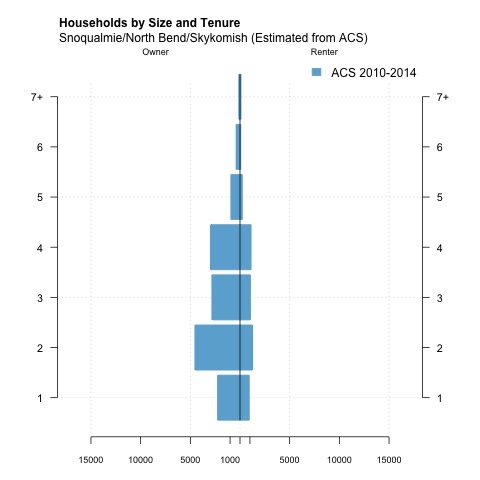 Households by Size and Tenure
Snoqualmie/North Bend/Skykomish (Estimated from ACS)
Owner Renter
ACS 2010-2014
7+ 7+
6 6
5 5
4 4
3 3
2 2
1 1
15000 10000 5000 1000 5000 10000 15000